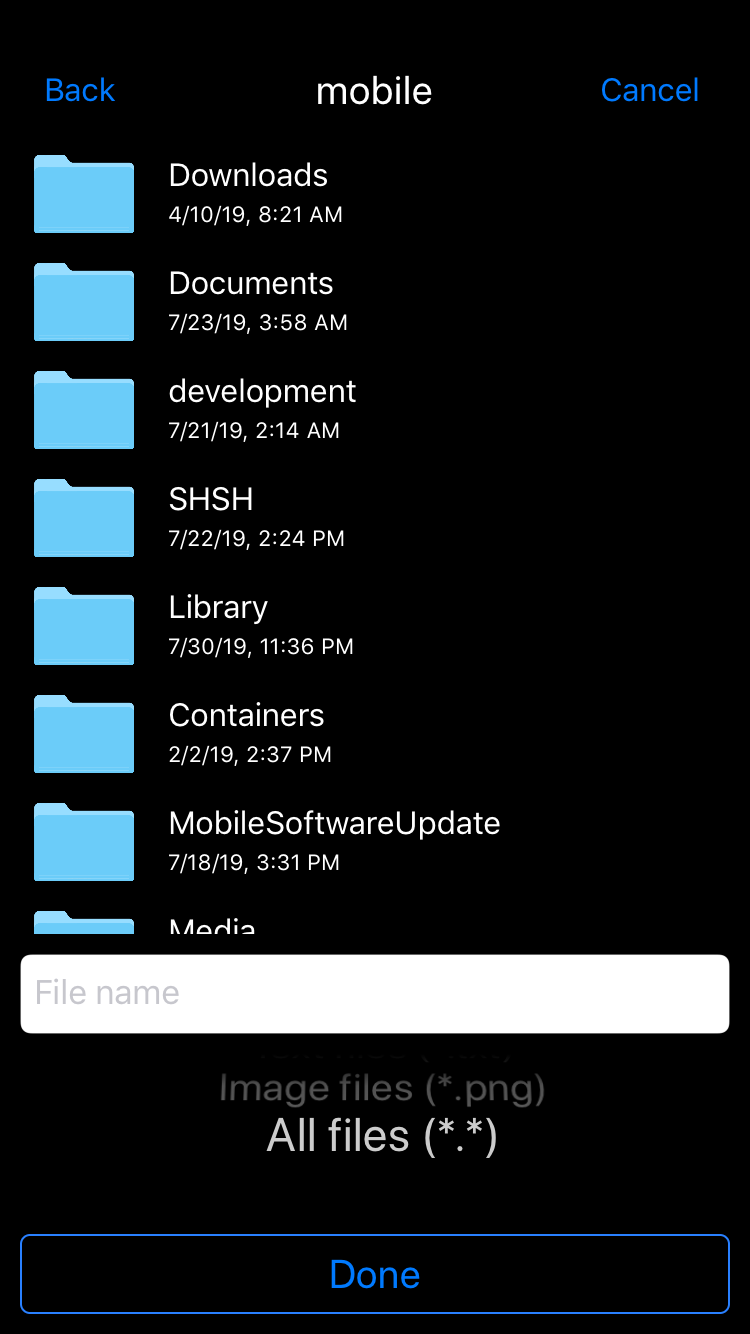 Back mobile Cancel
Downloads
4/10/19, 8:21 AM
Documents
7/23/19, 3:58 AM
development
7/21/19, 2:14 AM
SHSH
7/22/19, 2:24 PM
Library
7/30/19, 11:36 PM
Containers
2/2/19, 2:37 PM
MobileSoftwareUpdate
7/18/19, 3:31 PM
Media
File name
Image files (*.png)
All files (*.*)
Done